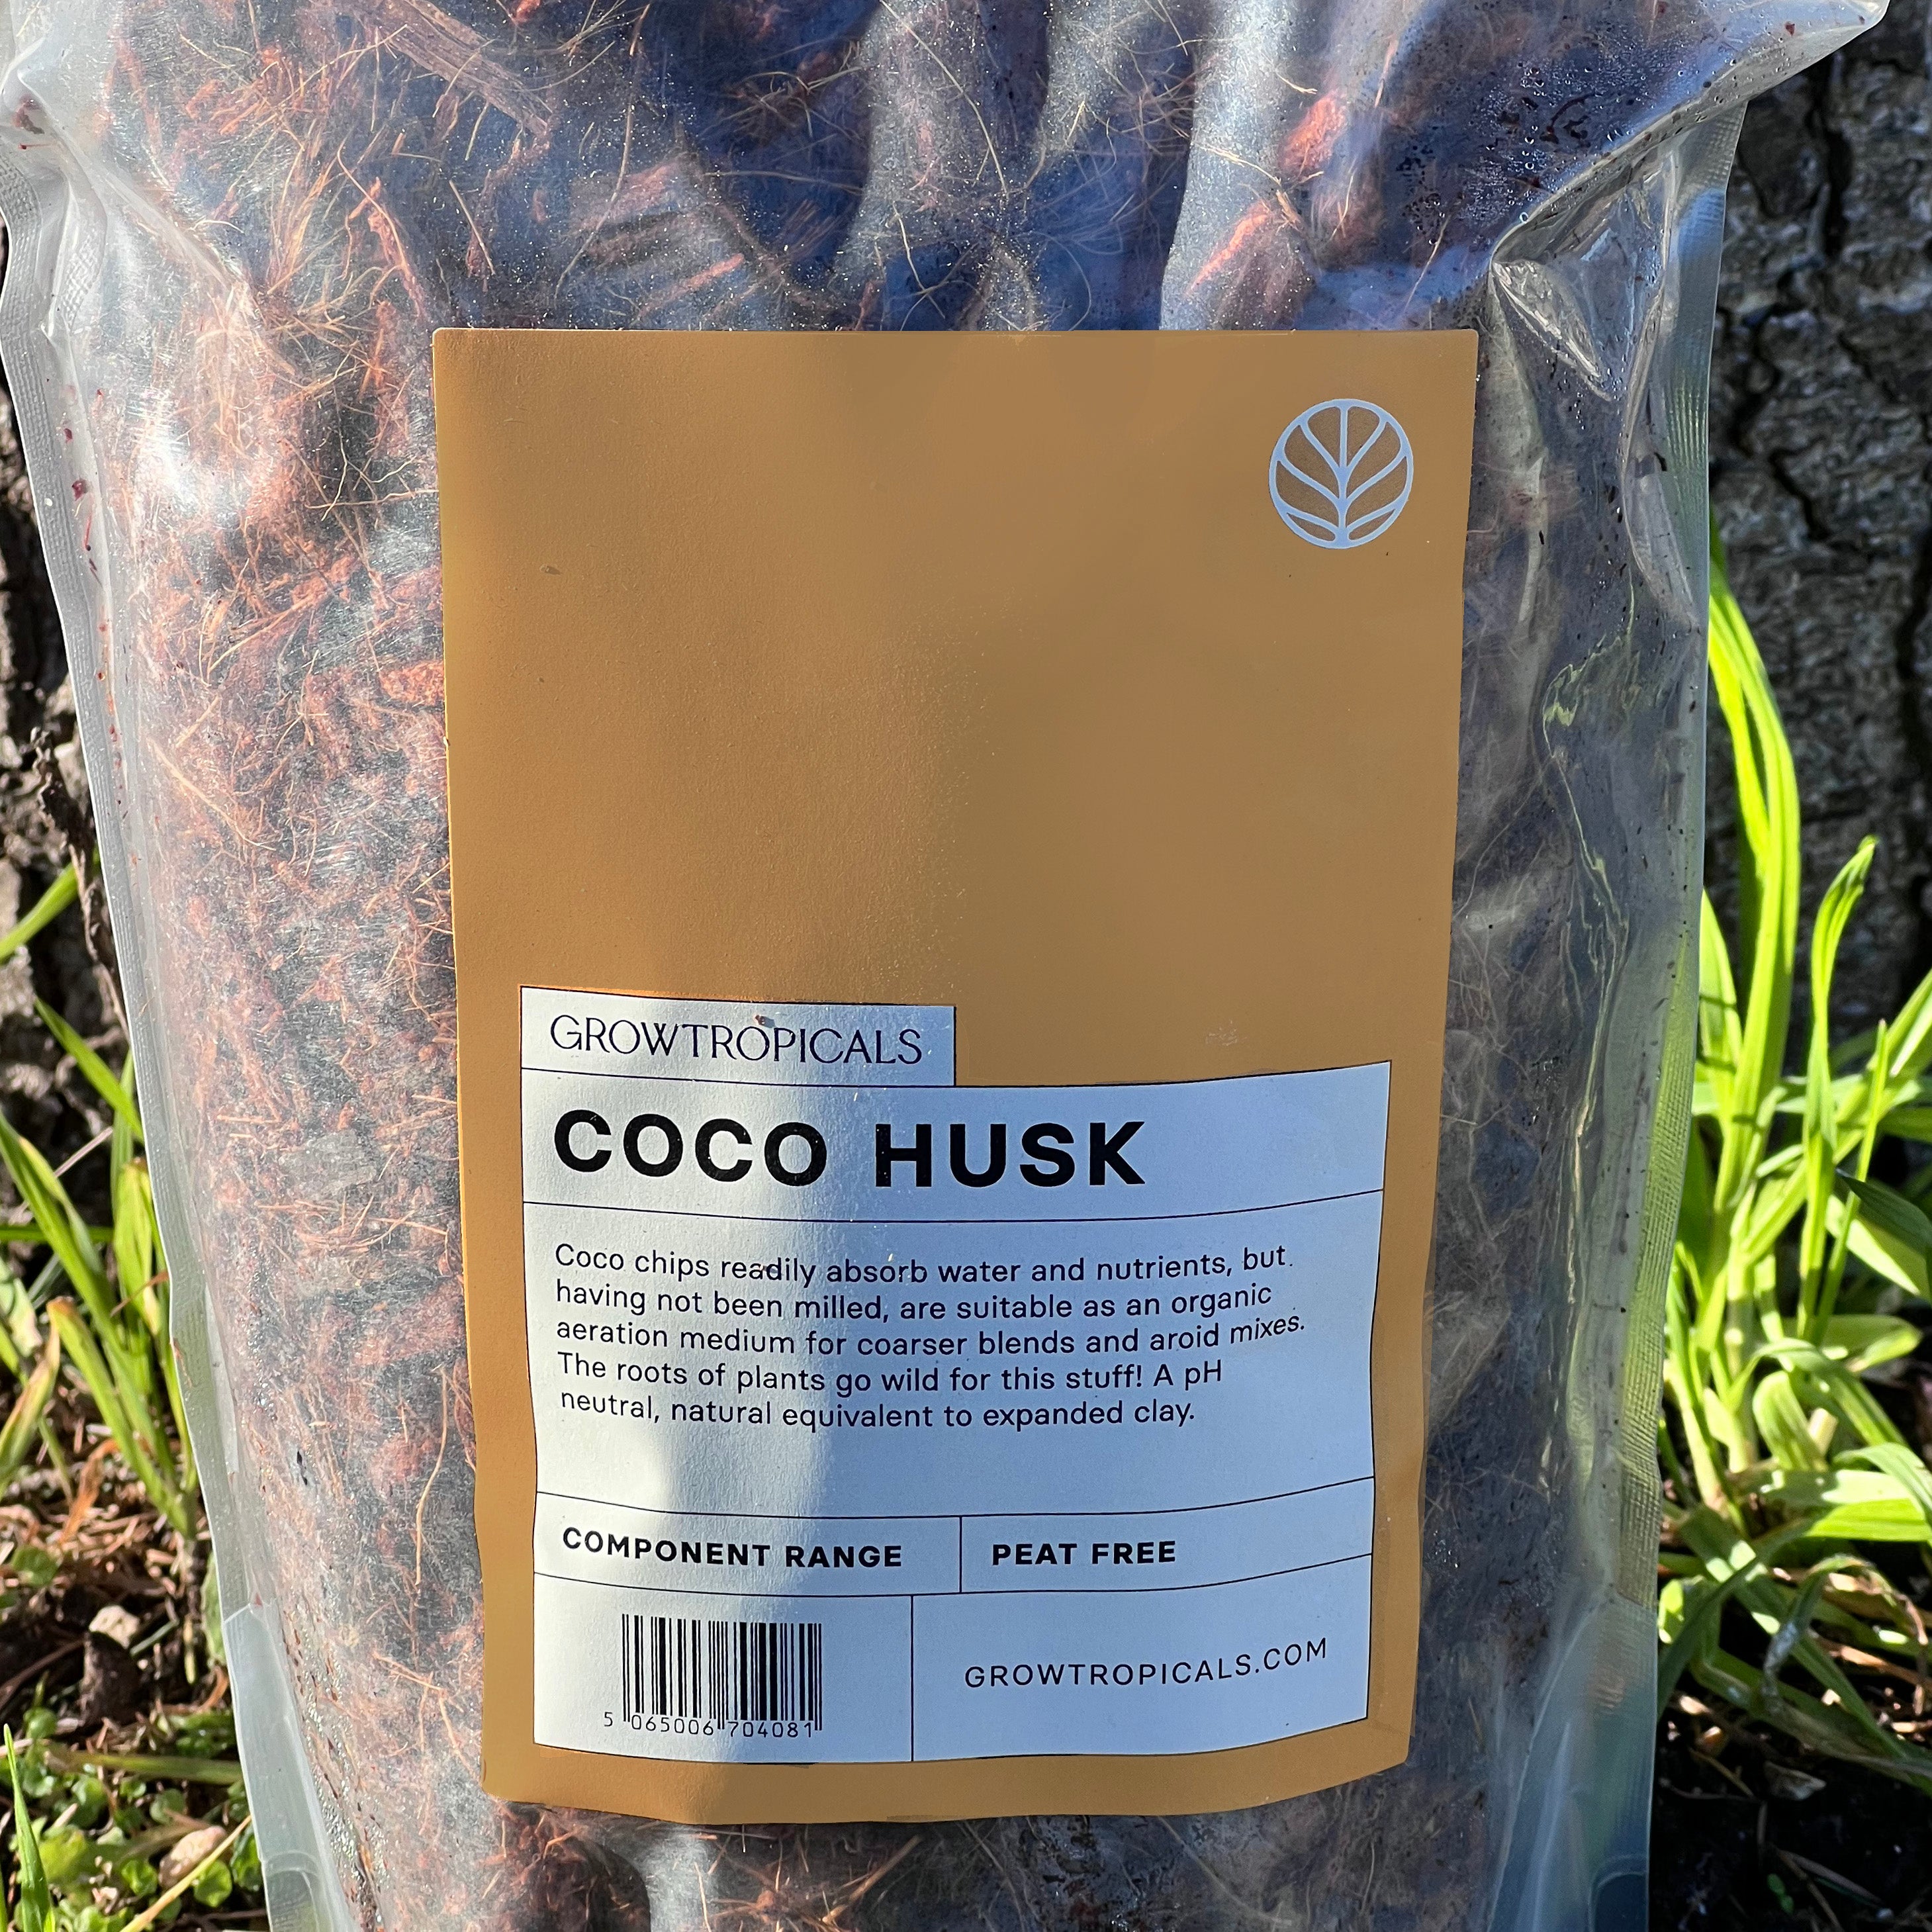 GROWTROPICALS
COCO HUSK
Coco chips readily absorb water and nutrients, but
having not been milled, are suitable as an organic
aeration medium for coarser blends and aroid mixes.
The roots of plants go wild for this stuff! A pH
neutral, natural equivalent to expanded clay.
COMPONENT RANGE
PEAT FREE
5 065006 704081
GROWTROPICALS.COM